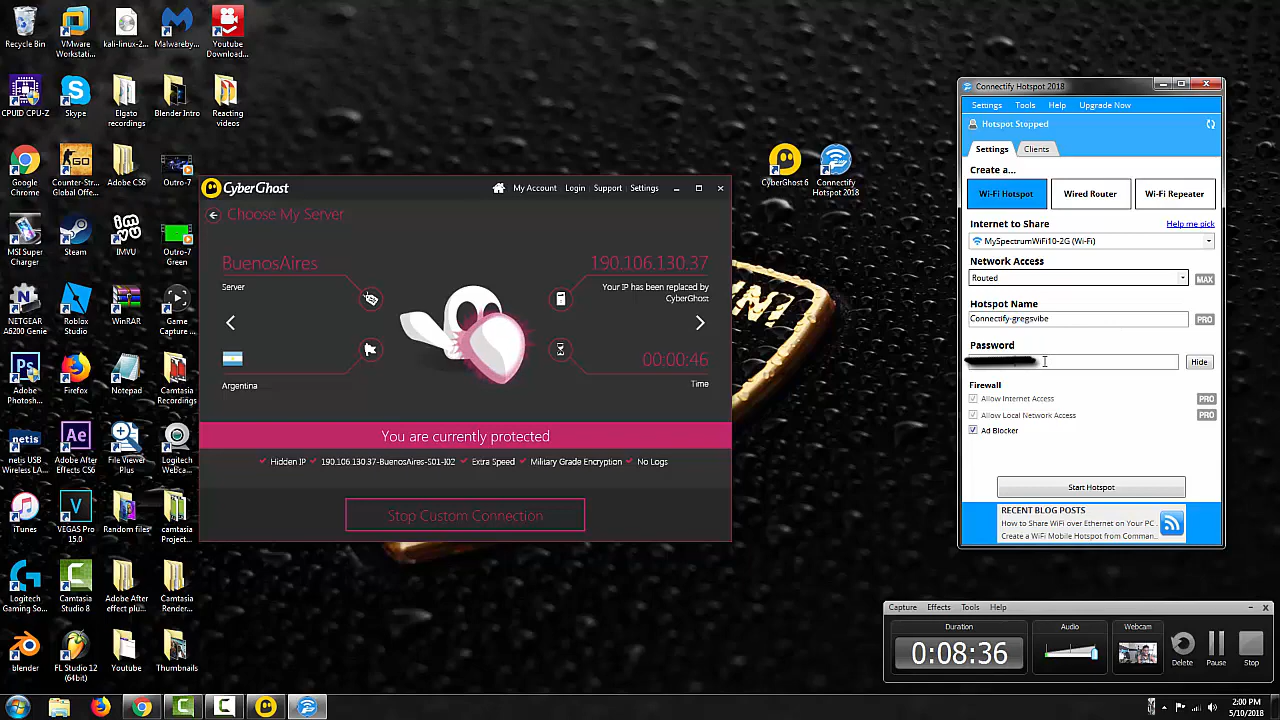 Recycle Bin
VMware Workstati...
kali-linux-2...
Malwareby...
Youtube Download...
CPUID CPU-Z
Skype
Elgato recordings
Blender Intro
Reacting videos
Google Chrome
Counter-Str... Global Offe...
Adobe CS6
Outro-7
MSI Super Charger
Steam
IMVU
Outro-7 Green
NETGEAR A6200 Genie
Roblox Studio
WinRAR
Game Capture ...
Adobe Photosh...
Firefox
Notepad
Camtasia Recordings
netis USB Wireless LA...
Adobe After Effects CS6
File Viewer Plus
Logitech Webca...
iTunes
VEGAS Pro 15.0
Random files
camtasia Project...
Logitech Gaming So...
Camtasia Studio 8
Adobe After effect plu...
Camtasia Render...
blender
FL Studio 12 (64bit)
Youtube
Thumbnails
CyberGhost 6
Connectify Hotspot 2018
CyberGhost
My Account Login Support Settings
Choose My Server
BuenosAires
Server
190.106.130.37
Your IP has been replaced by
CyberGhost
Argentina
00:00:46
Time
You are currently protected
Hidden IP 190.106.130.37-BuenosAires-S01-I02 Extra Speed Military Grade Encryption No Logs
Stop Custom Connection
Connectify Hotspot 2018
Settings Tools Help Upgrade Now
Hotspot Stopped
Settings Clients
Create a...
Wi-Fi Hotspot Wired Router Wi-Fi Repeater
Internet to Share Help me pick
MySpectrumWiFi10-2G (Wi-Fi)
Network Access
Routed MAX
Hotspot Name
Connectify-gregsvibe PRO
Password
Hide
Firewall
Allow Internet Access PRO
Allow Local Network Access PRO
Ad Blocker
Start Hotspot
RECENT BLOG POSTS
How to Share WiFi over Ethernet on Your PC .
Create a WiFi Mobile Hotspot from Comman...
Capture Effects Tools Help
Duration Audio Webcam
0:08:36
Delete Pause Stop
2:00 PM
5/10/2018